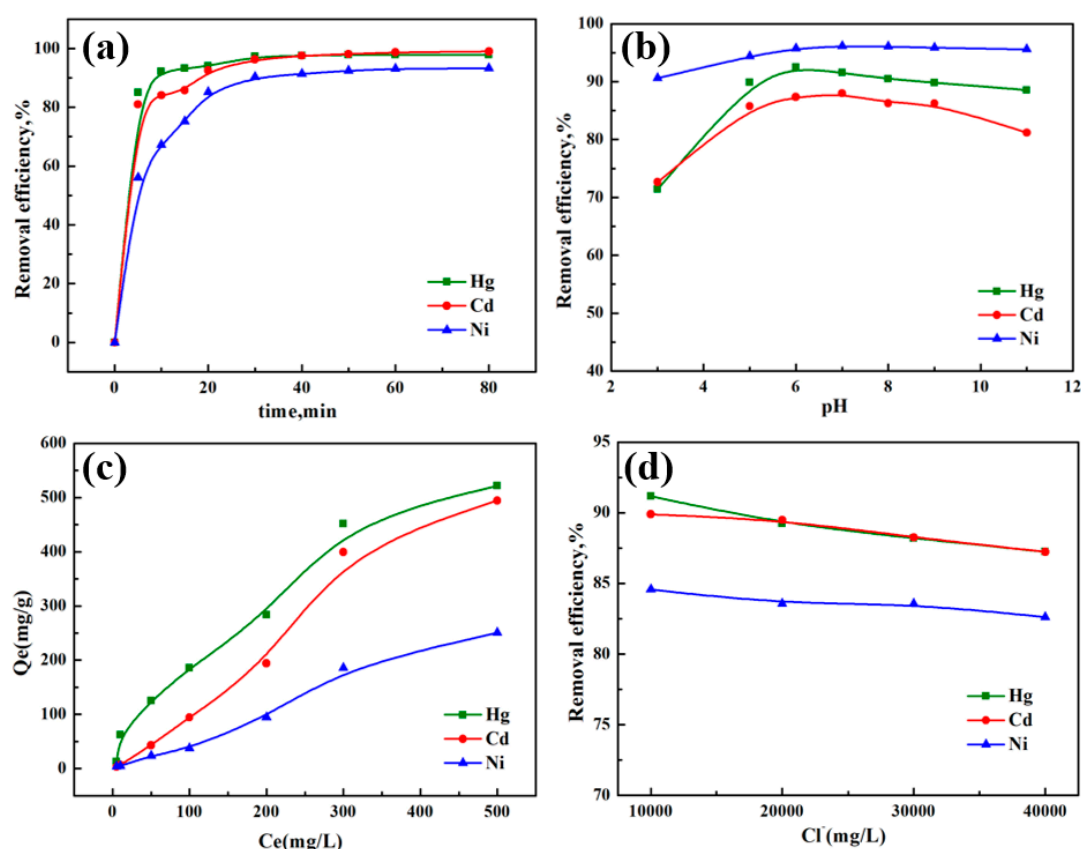 (a)
Removal efficiency,%
100
80
60
40
20
0
Hg
Cd
Ni
0 20 40 60 80
time,min
(b)
Removal efficiency,%
100
90
80
70
60
50
40
Hg
Cd
Ni
2 4 6 8 10 12
pH
(c)
Qe(mg/g)
600
500
400
300
200
100
0
Hg
Cd
Ni
0 100 200 300 400 500
Ce(mg/L)
(d)
Removal efficiency,%
95
90
85
80
75
70
Hg
Cd
Ni
10000 20000 30000 40000
Cl⁻(mg/L)